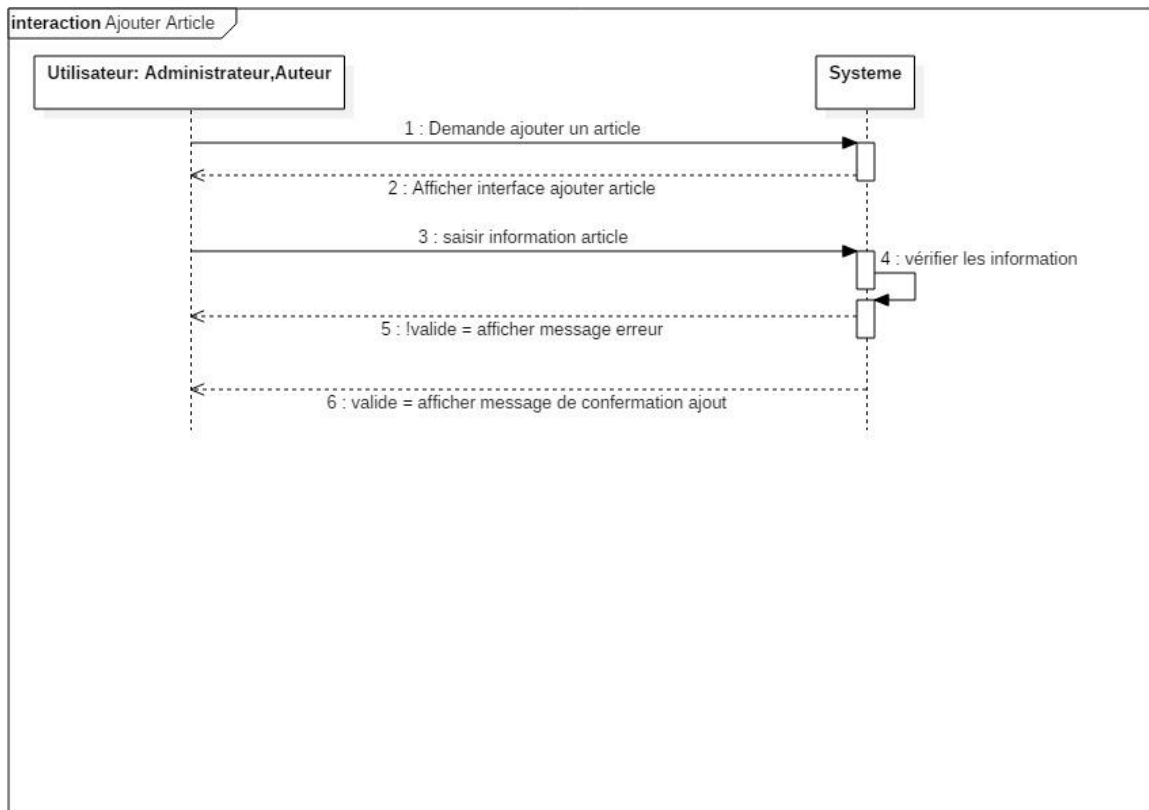 interaction Ajouter Article
Utilisateur: Administrateur,Auteur
Systeme
1 : Demande ajouter un article
2 : Afficher interface ajouter article
3 : saisir information article
4 : vérifier les information
5 : !valide = afficher message erreur
6 : valide = afficher message de confermation ajout